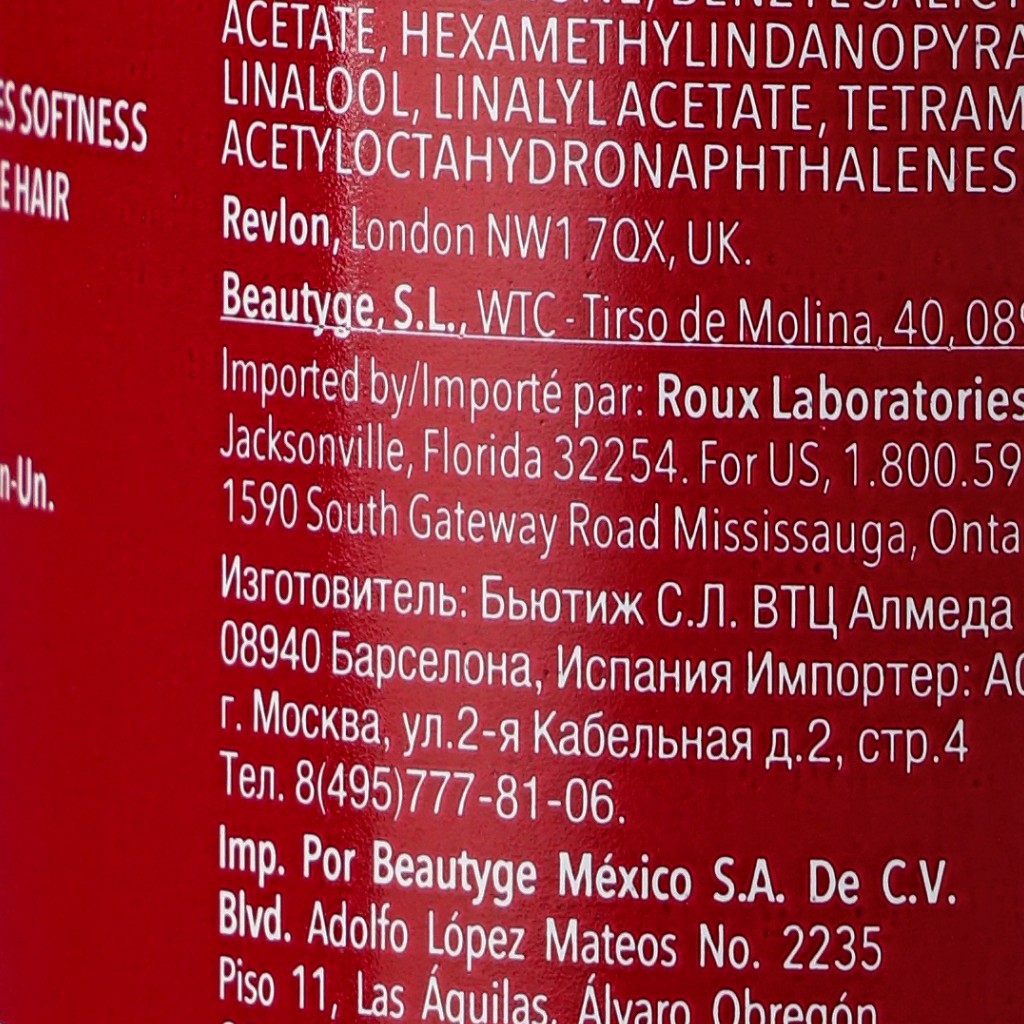 SOFTNESS
HAIR
ACETATE, HEXAMETHYLINDANOPYRA
LINALOOL, LINALYL ACETATE, TETRAM
ACETYLOCTAHYDRONAPHTHALENES
Revlon, London NW1 7QX, UK.
Beautyge, S.L., WTC - Tirso de Molina, 40, 089
Imported by/Importé par: Roux Laboratories
Jacksonville, Florida 32254. For US, 1.800.59
1590 South Gateway Road Mississauga, Onta
Изготовитель: Бьютиж С.Л. ВТЦ Алмеда
08940 Барселона, Испания Импортер: АО
г. Москва, ул.2-я Кабельная д.2, стр.4
Тел. 8(495)777-81-06.
Imp. Por Beautyge México S.A. De C.V.
Blvd. Adolfo López Mateos No. 2235
Piso 11, Las Águilas, Álvaro Obregón